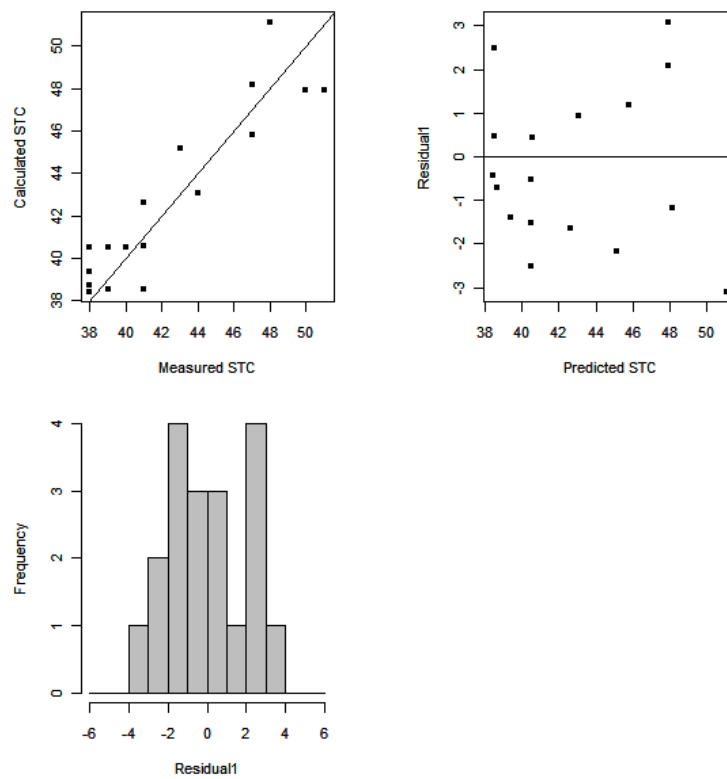 Calculated STC
50
48
46
44
42
40
38
38 40 42 44 46 48 50
Measured STC
Residual1
3
2
1
0
-1
-2
-3
38 40 42 44 46 48 50
Predicted STC
Frequency
4
3
2
1
0
-6 -4 -2 0 2 4 6
Residual1